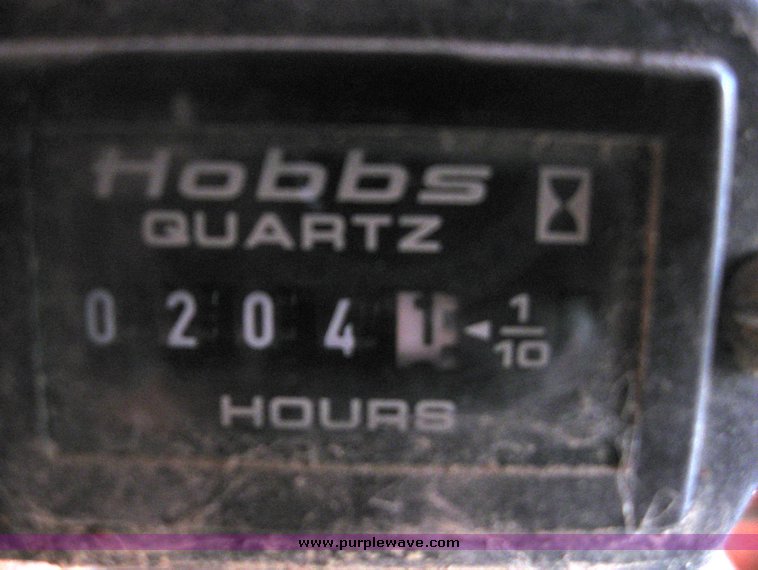 Hobbs
QUARTZ
0 2 0 4 1 1/10
HOURS
www.purplewave.com